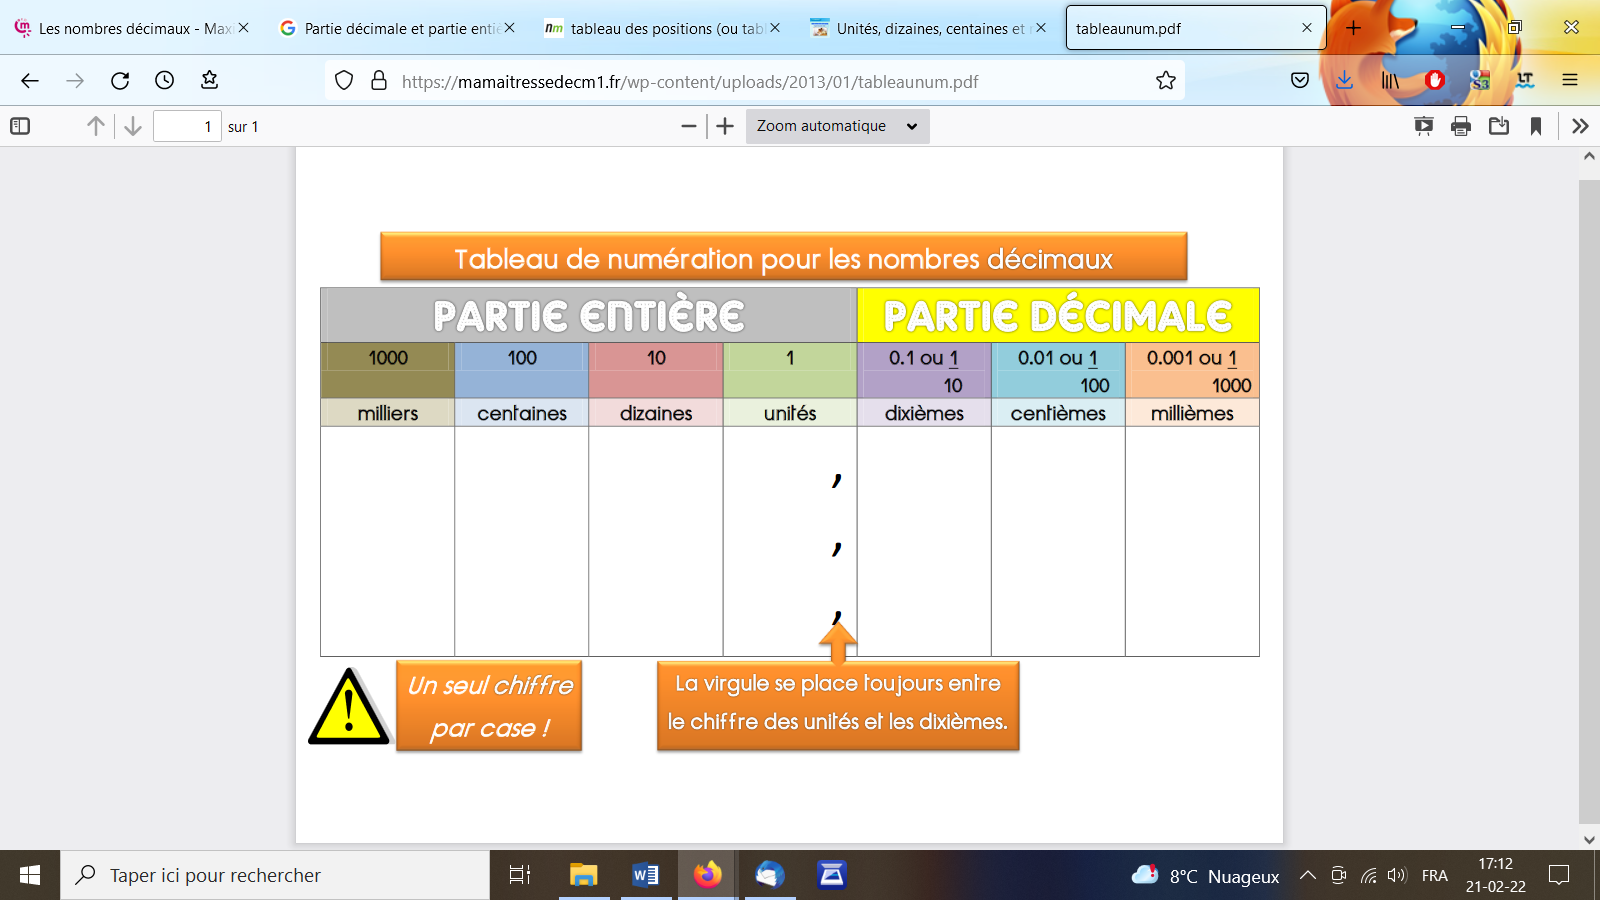 Les nombres décimaux - Max
Partie décimale et partie entiè
nm tableau des positions (ou tabl
Unités, dizaines, centaines et
tableaunum.pdf
https://mamaitressedecm1.fr/wp-content/uploads/2013/01/tableaunum.pdf
1 sur 1
Zoom automatique
Tableau de numération pour les nombres décimaux
PARTIE ENTIÈRE PARTIE DÉCIMALE
1000 100 10 1 0.1 ou 1 0.01 ou 1 0.001 ou 1
10 100 1000
milliers centaines dizaines unités dixièmes centièmes millièmes
,
,
,
Un seul chiffre
par case !
La virgule se place toujours entre
le chiffre des unités et les dixièmes.
Taper ici pour rechercher
8°C Nuageux
FRA
17:12
21-02-22